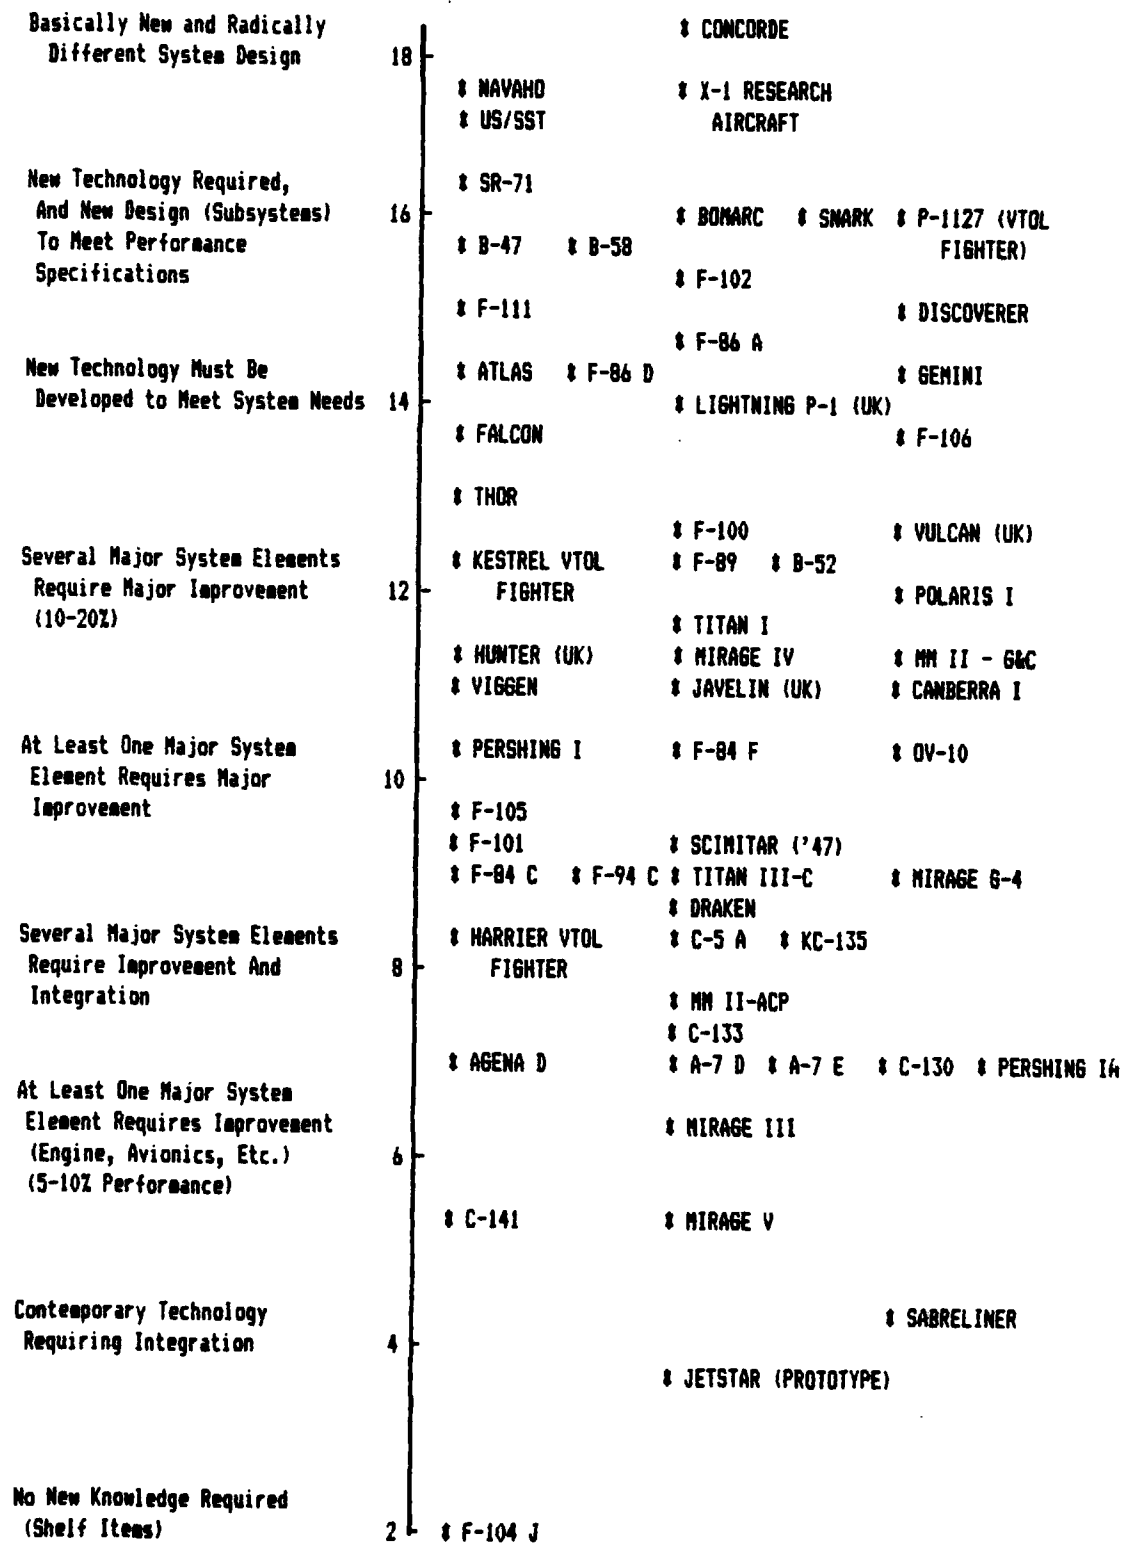 Basically New and Radically * CONCORDE
Different System Design 18
* NAVAHO * X-1 RESEARCH
* US/SST AIRCRAFT
New Technology Required, * SR-71
And New Design (Subsystems) 16 * BOMARC * SNARK * P-1127 (VTOL
To Meet Performance * B-47 * B-58 FIGHTER)
Specifications * F-102
* F-111 * DISCOVERER
* F-86 A
New Technology Must Be * ATLAS * F-86 D * GEMINI
Developed to Meet System Needs 14 * LIGHTNING P-1 (UK)
* FALCON * F-106
* THOR
* F-100 * VULCAN (UK)
Several Major System Elements * KESTREL VTOL * F-89 * B-52
Require Major Improvement 12 FIGHTER * POLARIS I
(10-20%) * TITAN I
* HUNTER (UK) * MIRAGE IV * MM II - G&C
* VIGGEN * JAVELIN (UK) * CANBERRA I
At Least One Major System * PERSHING I * F-84 F * OV-10
Element Requires Major 10
Improvement * F-105
* F-101 * SCIMITAR ('47)
* F-84 C * F-94 C * TITAN III-C * MIRAGE G-4
* DRAKEN
Several Major System Elements * HARRIER VTOL * C-5 A * KC-135
Require Improvement And 8 FIGHTER
Integration * MM II-ACP
* C-133
* AGENA D * A-7 D * A-7 E * C-130 * PERSHING IA
At Least One Major System
Element Requires Improvement * MIRAGE III
(Engine, Avionics, Etc.) 6
(5-10% Performance)
* C-141 * MIRAGE V
Contemporary Technology * SABRELINER
Requiring Integration 4
* JETSTAR (PROTOTYPE)
No New Knowledge Required
(Shelf Items) 2 * F-104 J